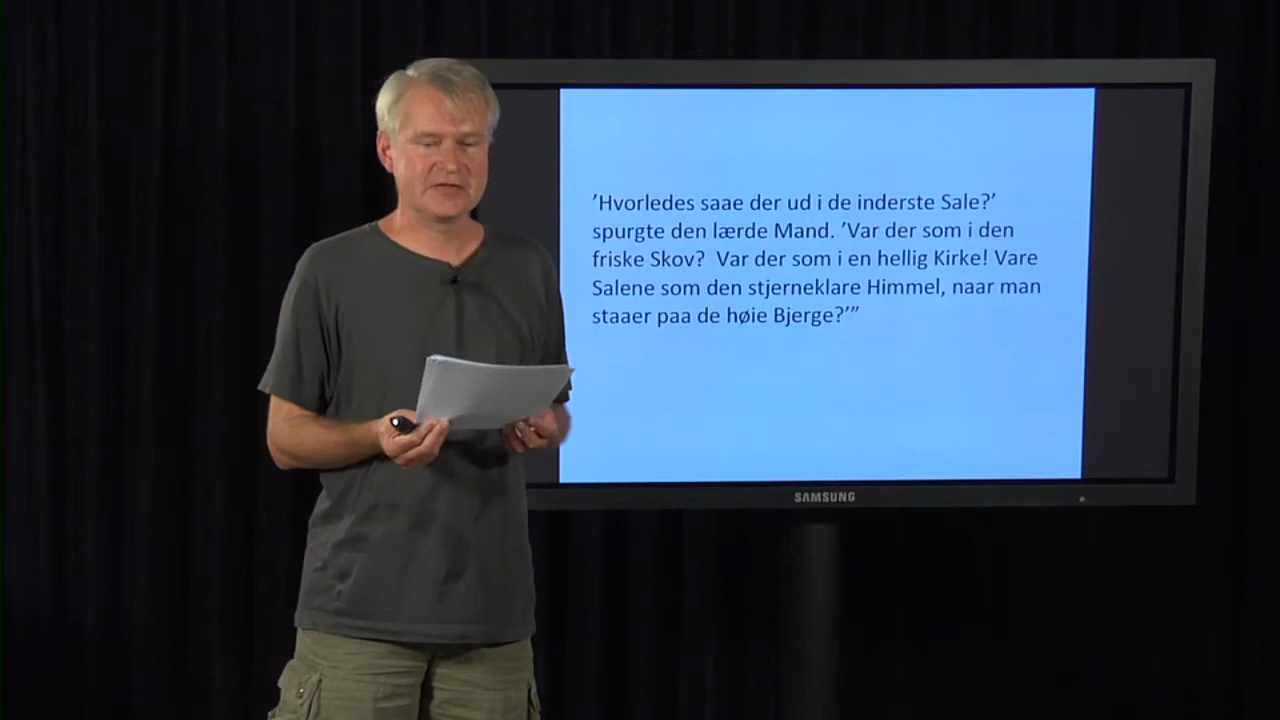 ’Hvorledes saae der ud i de inderste Sale?’
spurgte den lærde Mand. ’Var der som i den
friske Skov?  Var der som i en hellig Kirke! Vare
Salene som den stjerneklare Himmel, naar man
staaer paa de høie Bjerge?’”
SAMSUNG